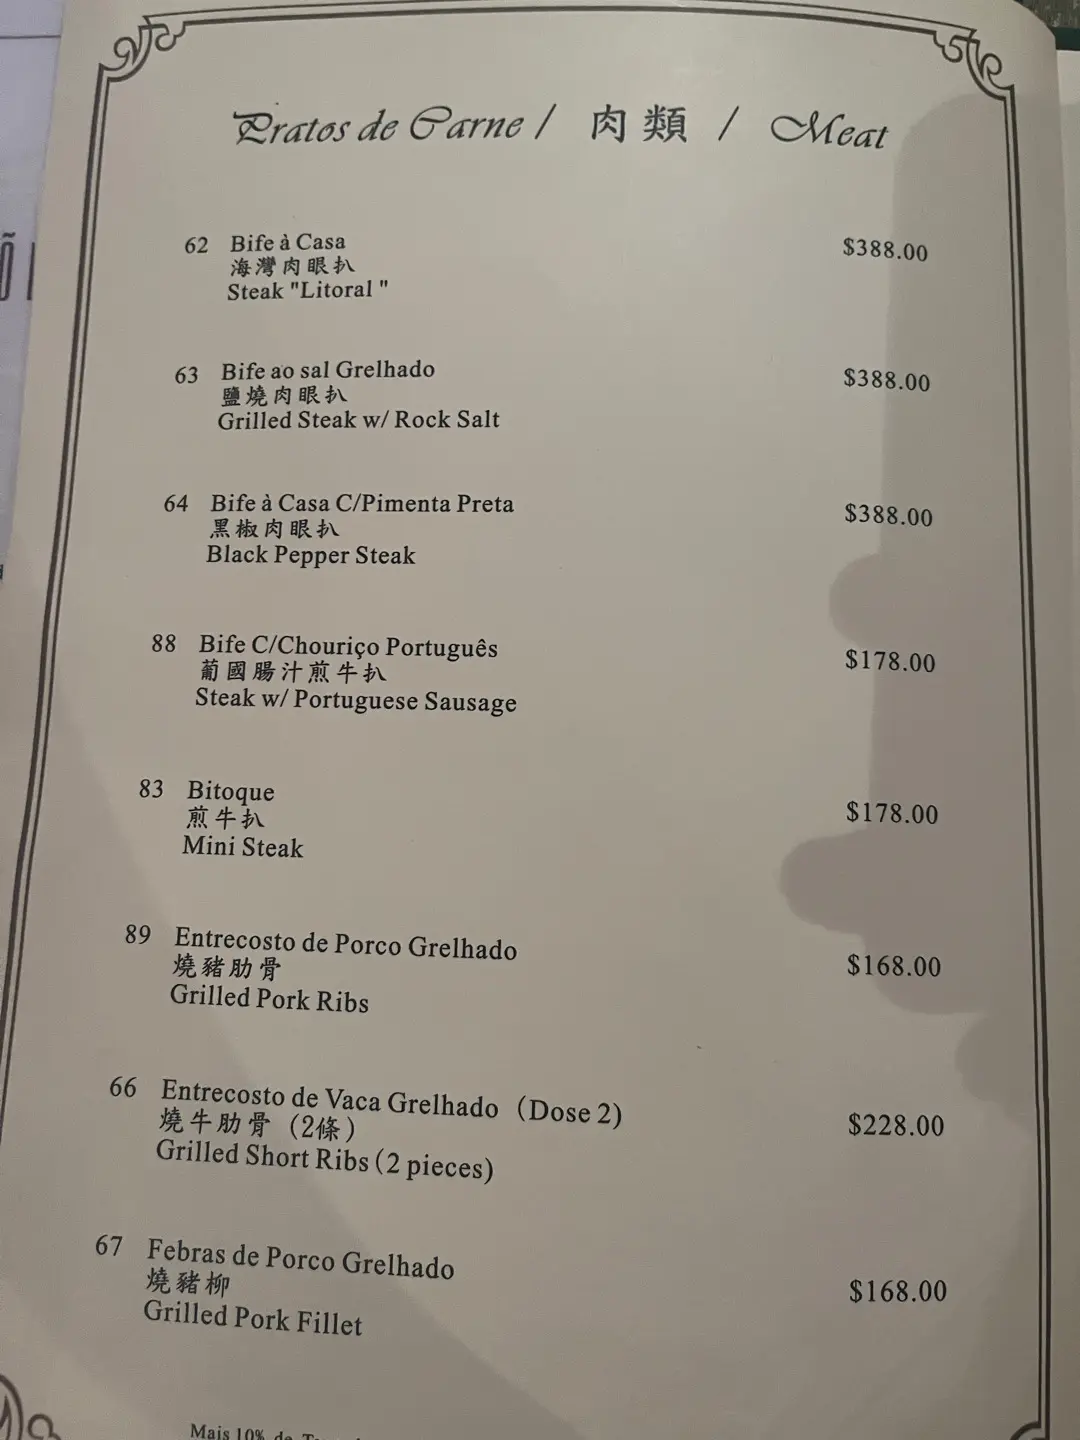 Pratos de Carne / 肉類 / Meat
62 Bife à Casa $388.00
海灣肉眼扒
Steak "Litoral "
63 Bife ao sal Grelhado $388.00
鹽燒肉眼扒
Grilled Steak w/ Rock Salt
64 Bife à Casa C/Pimenta Preta $388.00
黑椒肉眼扒
Black Pepper Steak
88 Bife C/Chouriço Português $178.00
葡國腸汁煎牛扒
Steak w/ Portuguese Sausage
83 Bitoque $178.00
煎牛扒
Mini Steak
89 Entrecosto de Porco Grelhado $168.00
燒豬肋骨
Grilled Pork Ribs
66 Entrecosto de Vaca Grelhado (Dose 2) $228.00
燒牛肋骨 (2條)
Grilled Short Ribs (2 pieces)
67 Febras de Porco Grelhado $168.00
燒豬柳
Grilled Pork Fillet
Mais 10% de